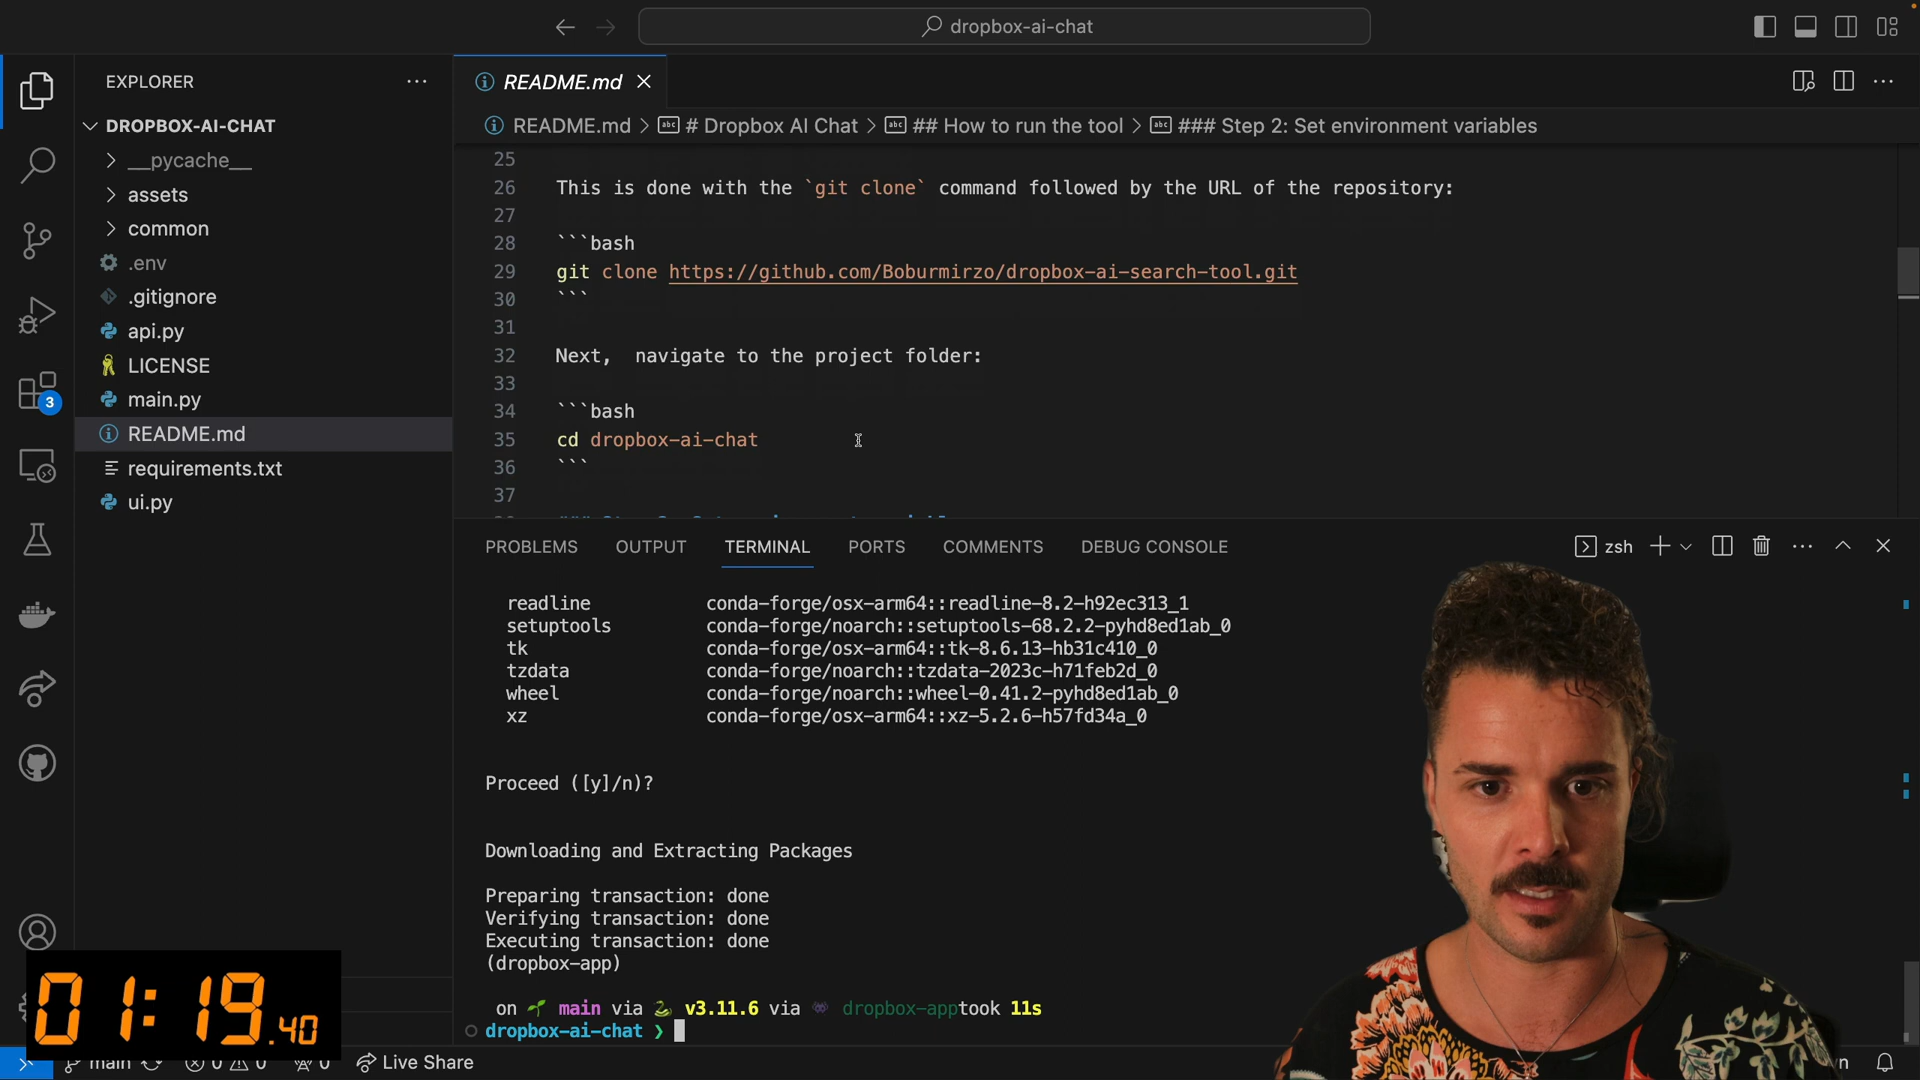 dropbox-ai-chat
EXPLORER
README.md
DROPBOX-AI-CHAT
README.md > # Dropbox AI Chat > ## How to run the tool > ### Step 2: Set environment variables
__pycache__
assets
common
.env
.gitignore
api.py
LICENSE
main.py
README.md
requirements.txt
ui.py
3
25
26 This is done with the `git clone` command followed by the URL of the repository:
27
28 ```bash
29 git clone https://github.com/Boburmirzo/dropbox-ai-search-tool.git
30 ```
31
32 Next,  navigate to the project folder:
33
34 ```bash
35 cd dropbox-ai-chat
36 ```
37
PROBLEMS OUTPUT TERMINAL PORTS COMMENTS DEBUG CONSOLE
zsh
readline conda-forge/osx-arm64::readline-8.2-h92ec313_1
setuptools conda-forge/noarch::setuptools-68.2.2-pyhd8ed1ab_0
tk conda-forge/osx-arm64::tk-8.6.13-hb31c410_0
tzdata conda-forge/noarch::tzdata-2023c-h71feb2d_0
wheel conda-forge/noarch::wheel-0.41.2-pyhd8ed1ab_0
xz conda-forge/osx-arm64::xz-5.2.6-h57fd34a_0
Proceed ([y]/n)?
Downloading and Extracting Packages
Preparing transaction: done
Verifying transaction: done
Executing transaction: done
(dropbox-app)
on main via v3.11.6 via dropbox-apptook 11s
dropbox-ai-chat ❯
01:19.40
main 0 0 0 Live Share